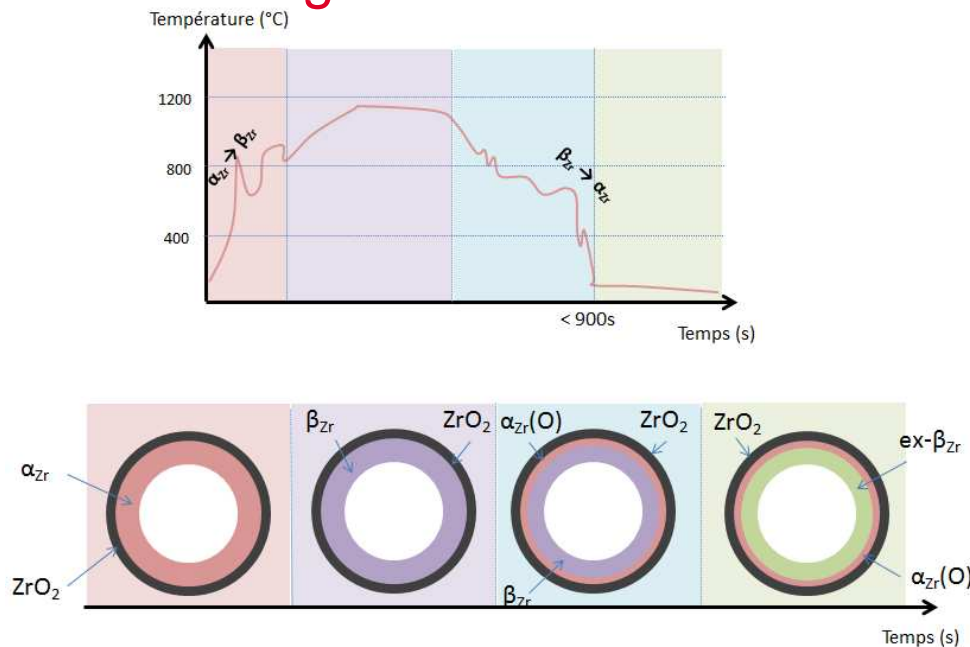 g
Température (°C)
1200
800
400
αZr → βZr
βZr → αZr
< 900s
Temps (s)
βZr
ZrO₂
αZr(O)
ZrO₂
ZrO₂
ex-βZr
αZr
ZrO₂
βZr
αZr(O)
Temps (s)